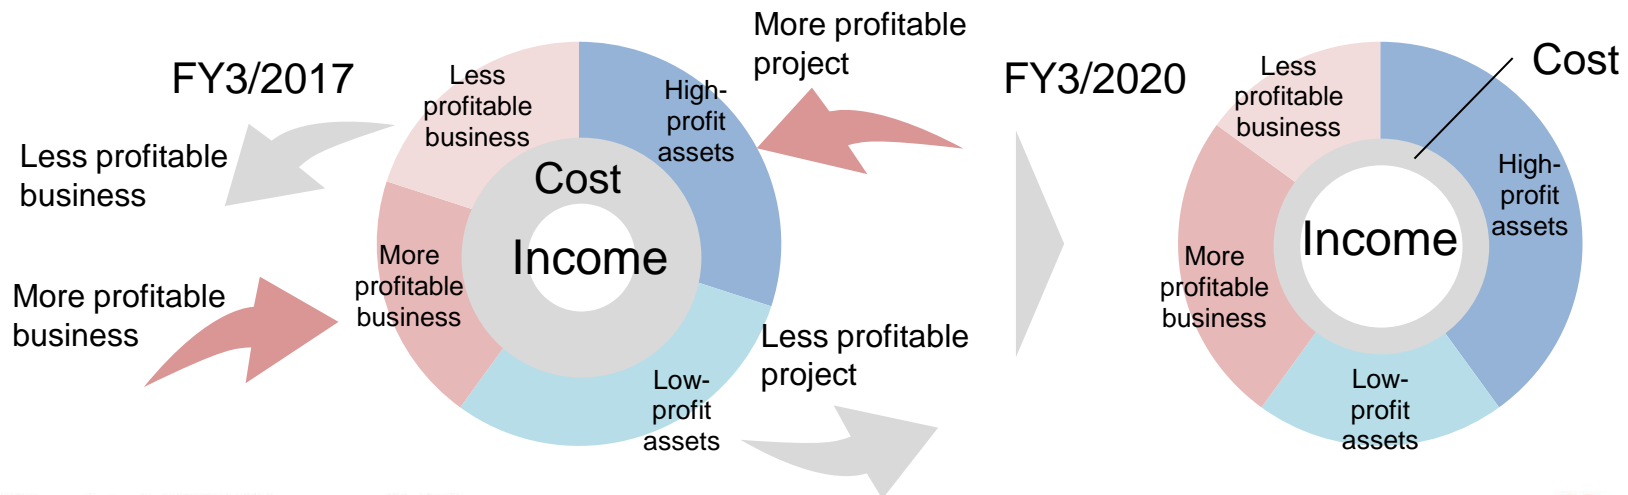 FY3/2017
Less profitable
business
More profitable
business
Less
profitable
business
High-
profit
assets
Cost
Income
More
profitable
business
Low-
profit
assets
More profitable
project
Less profitable
project
FY3/2020
Less
profitable
business
Cost
High-
profit
assets
Income
More
profitable
business
Low-
profit
assets